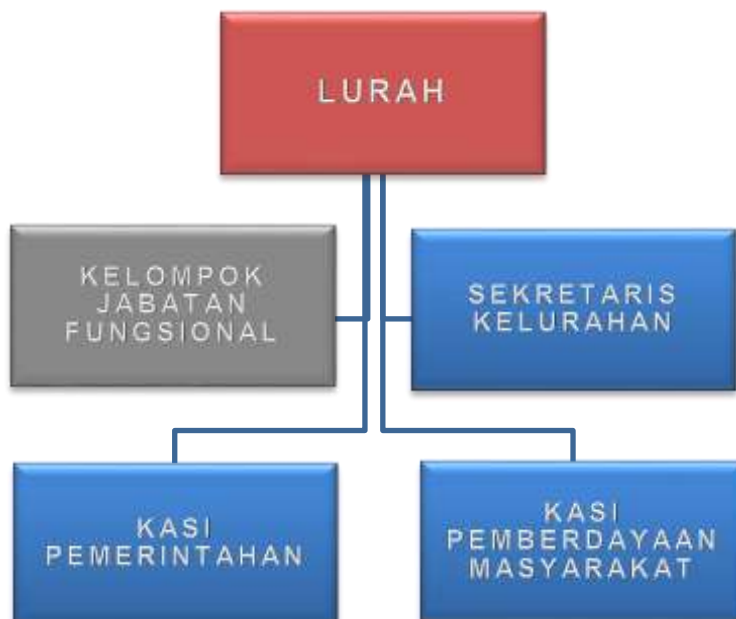 LURAH
KELOMPOK
JABATAN
FUNGSIONAL
SEKRETARIS
KELURAHAN
KASI
PEMERINTAHAN
KASI
PEMBERDAYAAN
MASYARAKAT